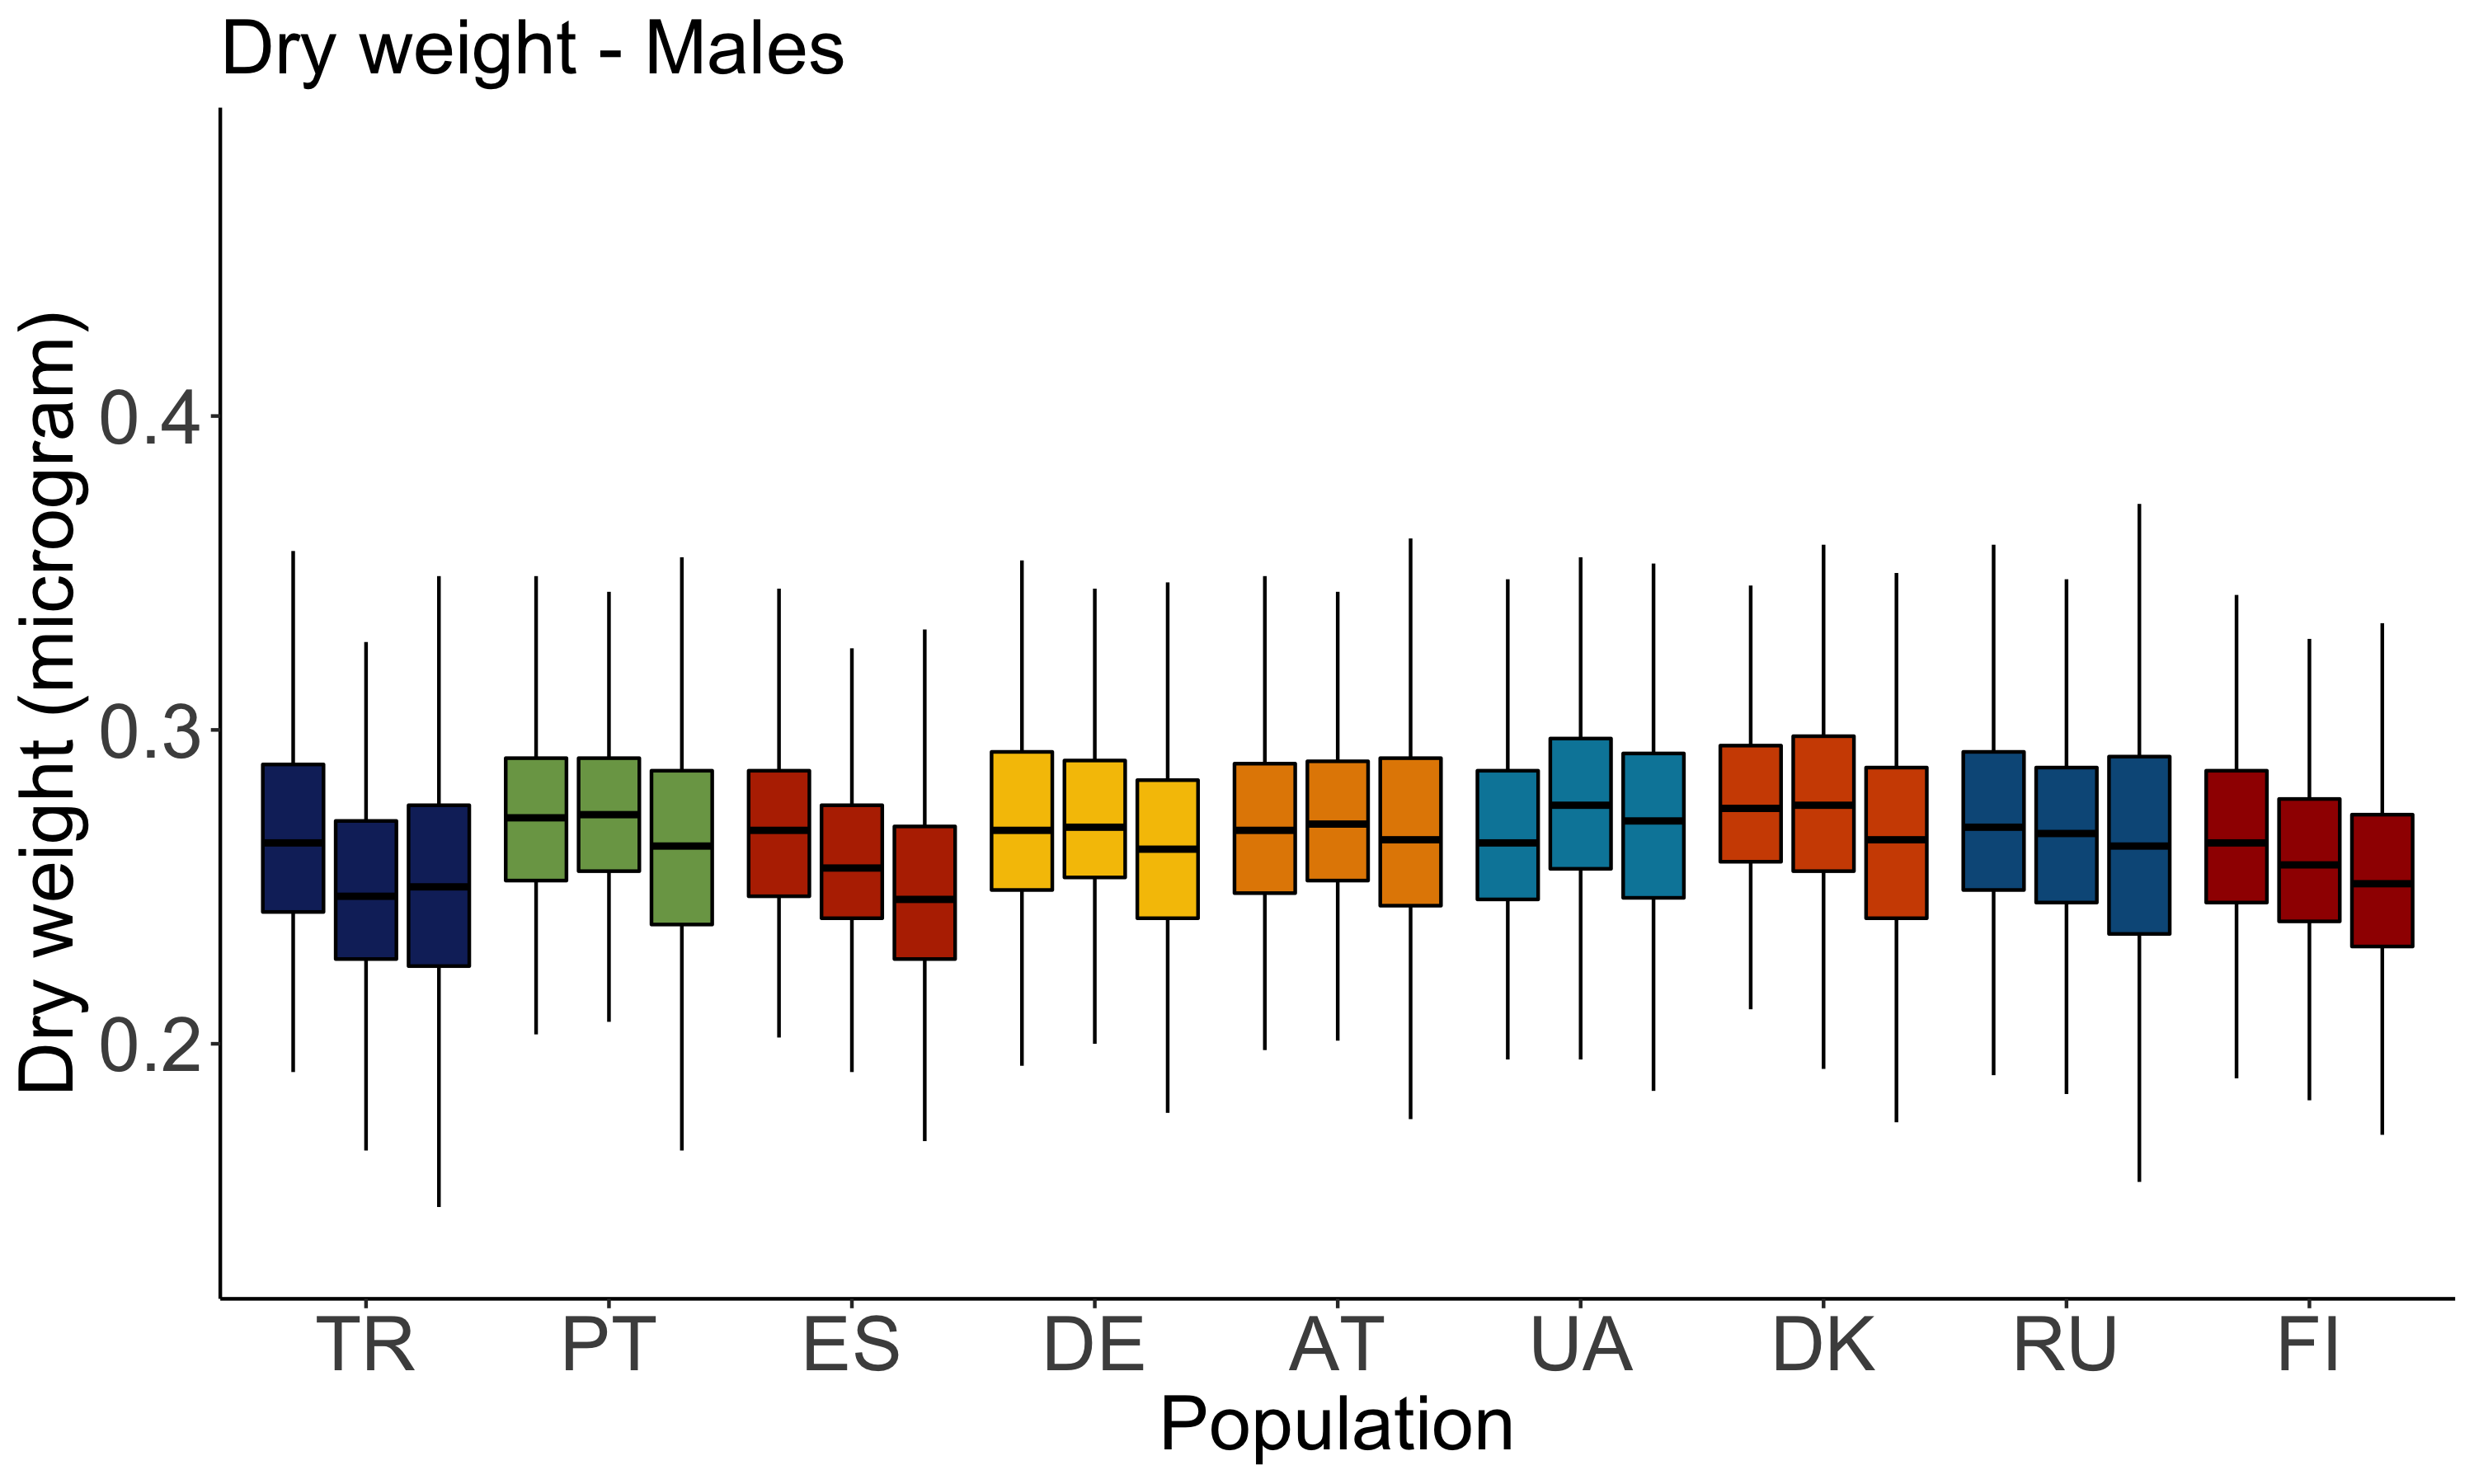 Dry weight - Males
Dry weight (microgram)
0.4
0.3
0.2
TR PT ES DE AT UA DK RU FI
Population